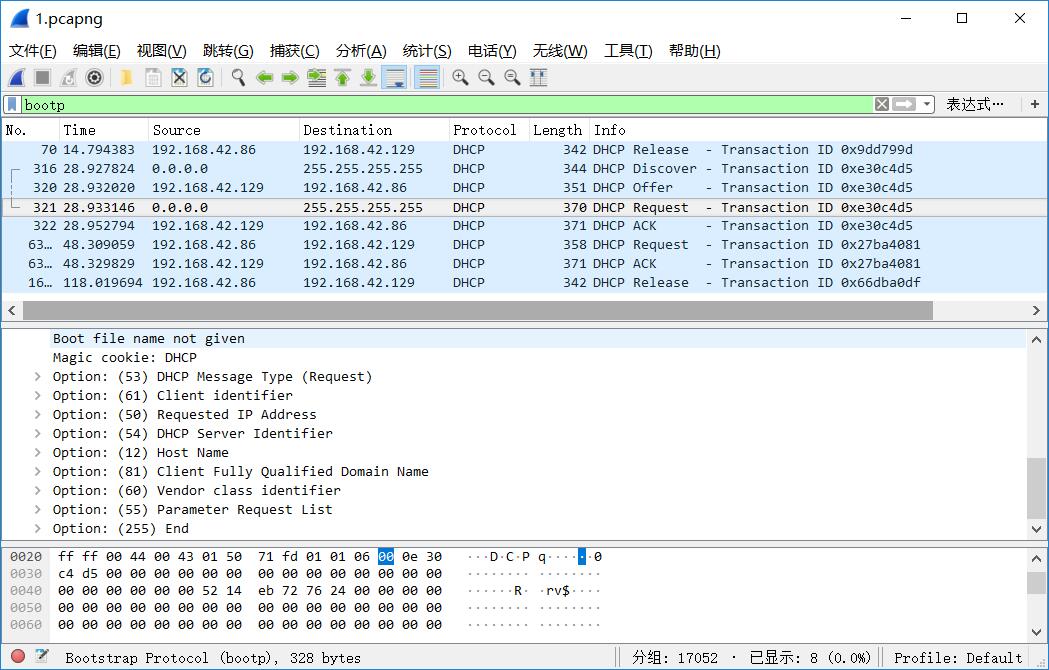 1.pcapng
文件(F) 编辑(E) 视图(V) 跳转(G) 捕获(C) 分析(A) 统计(S) 电话(Y) 无线(W) 工具(T) 帮助(H)
bootp 表达式… +
No. Time Source Destination Protocol Length Info
70 14.794383 192.168.42.86 192.168.42.129 DHCP 342 DHCP Release - Transaction ID 0x9dd799d
316 28.927824 0.0.0.0 255.255.255.255 DHCP 344 DHCP Discover - Transaction ID 0xe30c4d5
320 28.932020 192.168.42.129 192.168.42.86 DHCP 351 DHCP Offer - Transaction ID 0xe30c4d5
321 28.933146 0.0.0.0 255.255.255.255 DHCP 370 DHCP Request - Transaction ID 0xe30c4d5
322 28.952794 192.168.42.129 192.168.42.86 DHCP 371 DHCP ACK - Transaction ID 0xe30c4d5
63… 48.309059 192.168.42.86 192.168.42.129 DHCP 358 DHCP Request - Transaction ID 0x27ba4081
63… 48.329829 192.168.42.129 192.168.42.86 DHCP 371 DHCP ACK - Transaction ID 0x27ba4081
16… 118.019694 192.168.42.86 192.168.42.129 DHCP 342 DHCP Release - Transaction ID 0x66dba0df
Boot file name not given
Magic cookie: DHCP
Option: (53) DHCP Message Type (Request)
Option: (61) Client identifier
Option: (50) Requested IP Address
Option: (54) DHCP Server Identifier
Option: (12) Host Name
Option: (81) Client Fully Qualified Domain Name
Option: (60) Vendor class identifier
Option: (55) Parameter Request List
Option: (255) End
0020 ff ff 00 44 00 43 01 50 71 fd 01 01 06 00 0e 30 ···D·C·P q······0
0030 c4 d5 00 00 00 00 00 00 00 00 00 00 00 00 00 00 ········ ········
0040 00 00 00 00 00 00 52 14 eb 72 76 24 00 00 00 00 ······R· ·rv$····
0050 00 00 00 00 00 00 00 00 00 00 00 00 00 00 00 00 ········ ········
0060 00 00 00 00 00 00 00 00 00 00 00 00 00 00 00 00 ········ ········
Bootstrap Protocol (bootp), 328 bytes 分组: 17052 · 已显示: 8 (0.0%) Profile: Default